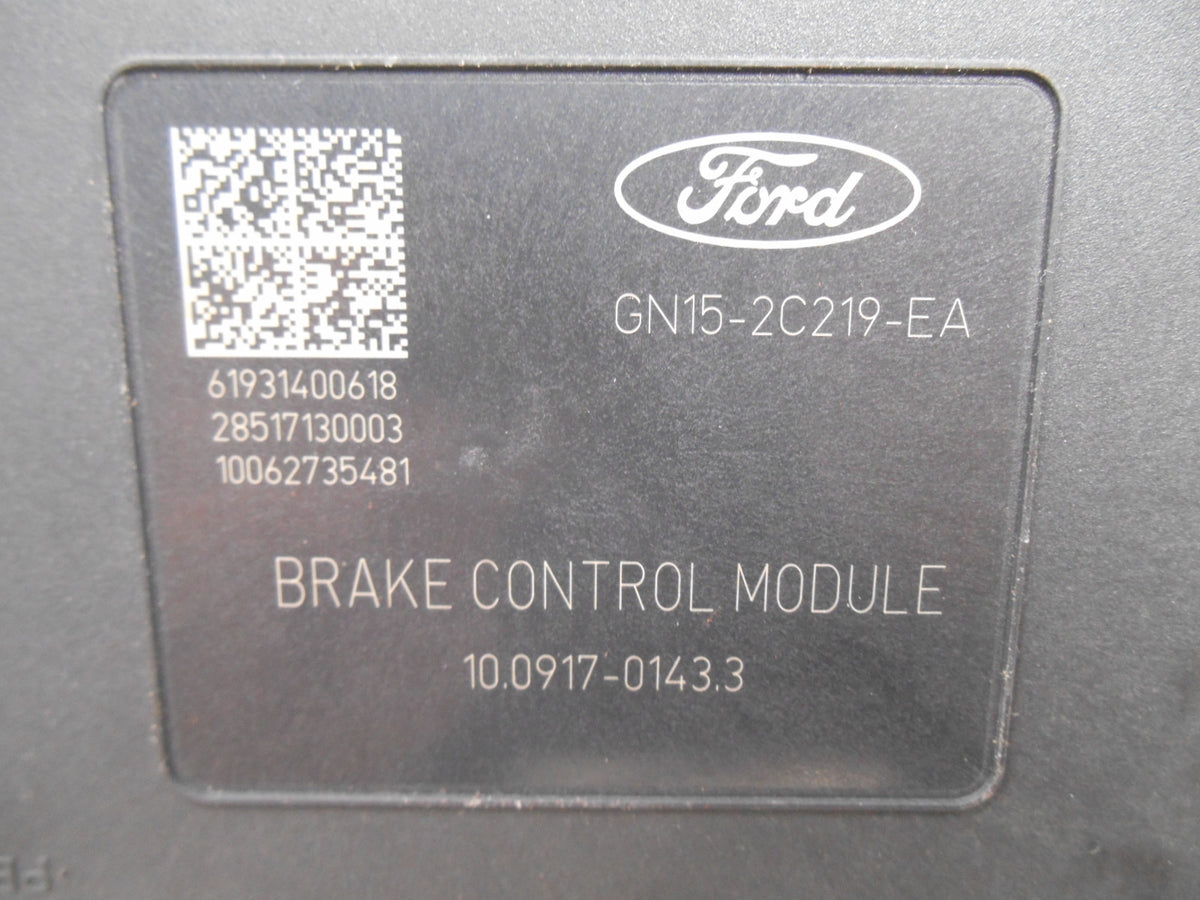 Ford
GN15-2C219-EA
61931400618
28517130003
10062735481
BRAKE CONTROL MODULE
10.0917-0143.3